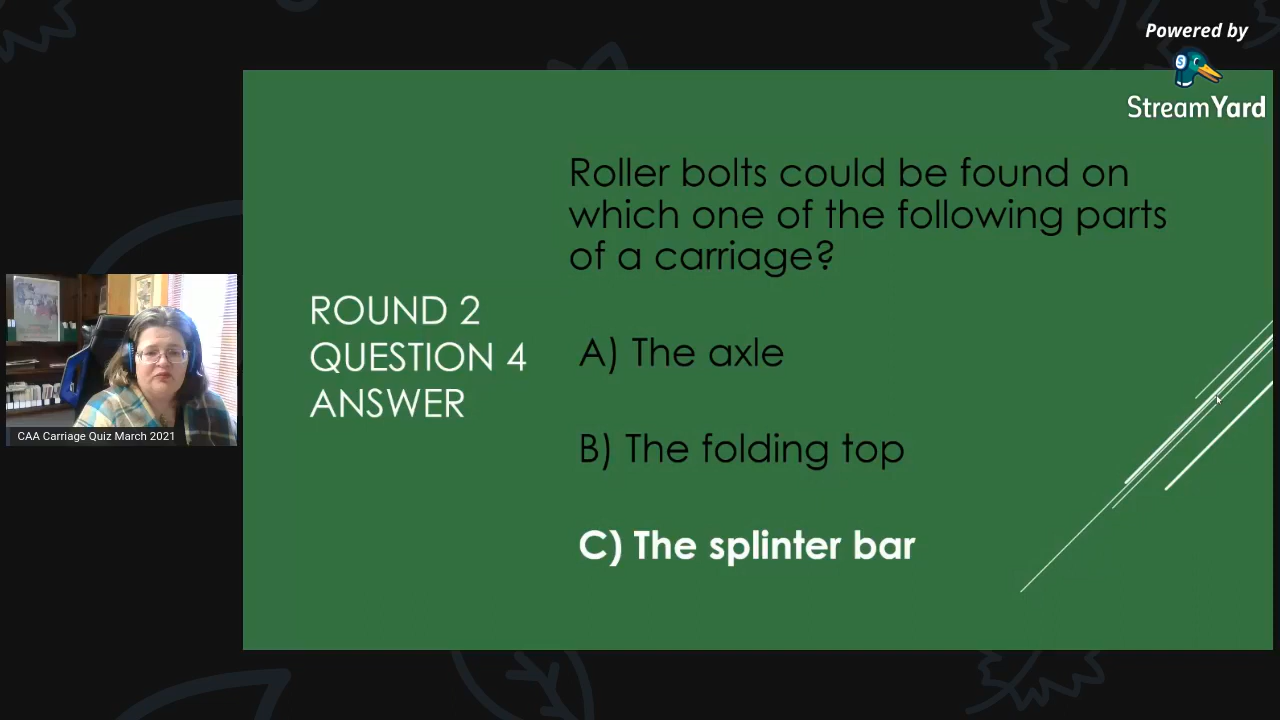 Powered by
StreamYard
Roller bolts could be found on
which one of the following parts
of a carriage?
ROUND 2
QUESTION 4
ANSWER
A) The axle
B) The folding top
C) The splinter bar
CAA Carriage Quiz March 2021